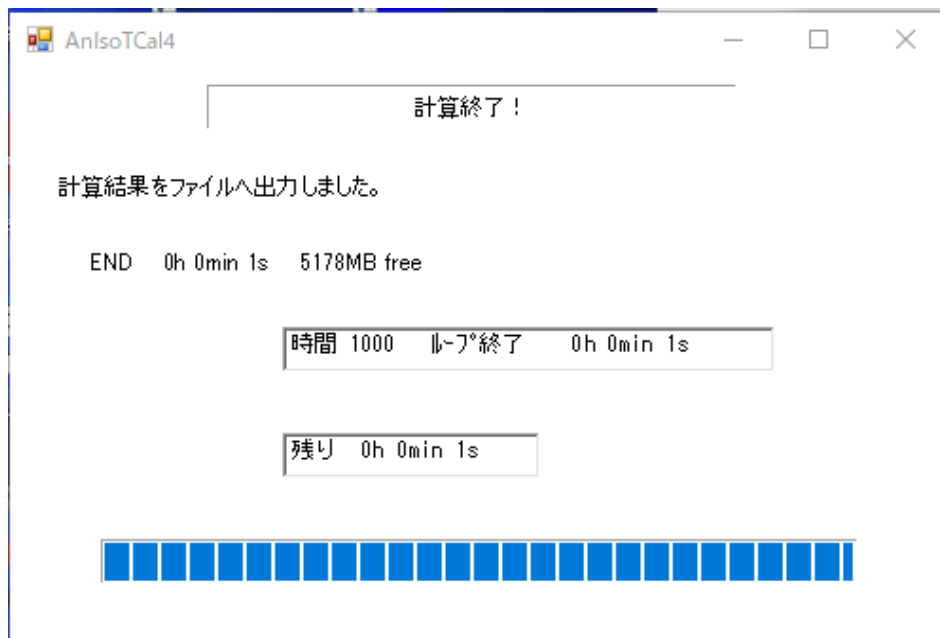 AnIsoTCal4
計算終了！
計算結果をファイルへ出力しました。
END 0h 0min 1s 5178MB free
時間 1000 ﾙｰﾌﾟ終了 0h 0min 1s
残り 0h 0min 1s